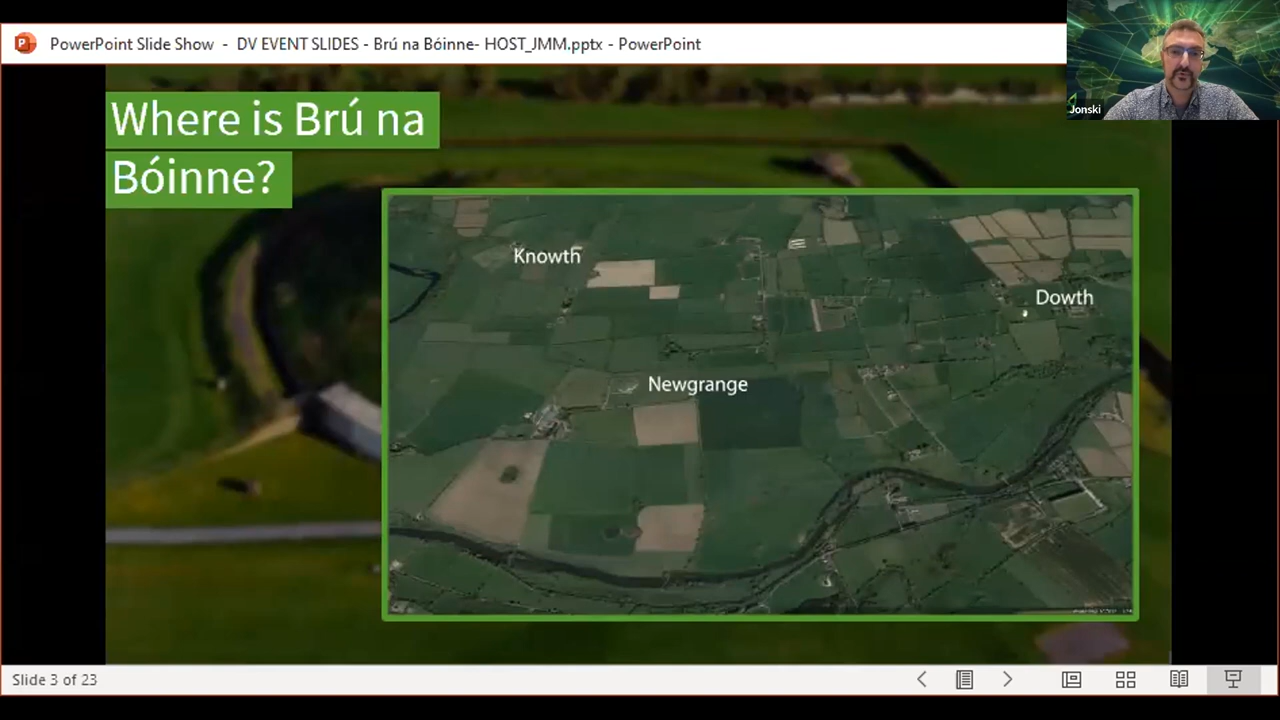 PowerPoint Slide Show - DV EVENT SLIDES - Brú na Bóinne- HOST_JMM.pptx - PowerPoint
Jonski
Where is Brú na
Bóinne?
Knowth
Dowth
Newgrange
Slide 3 of 23